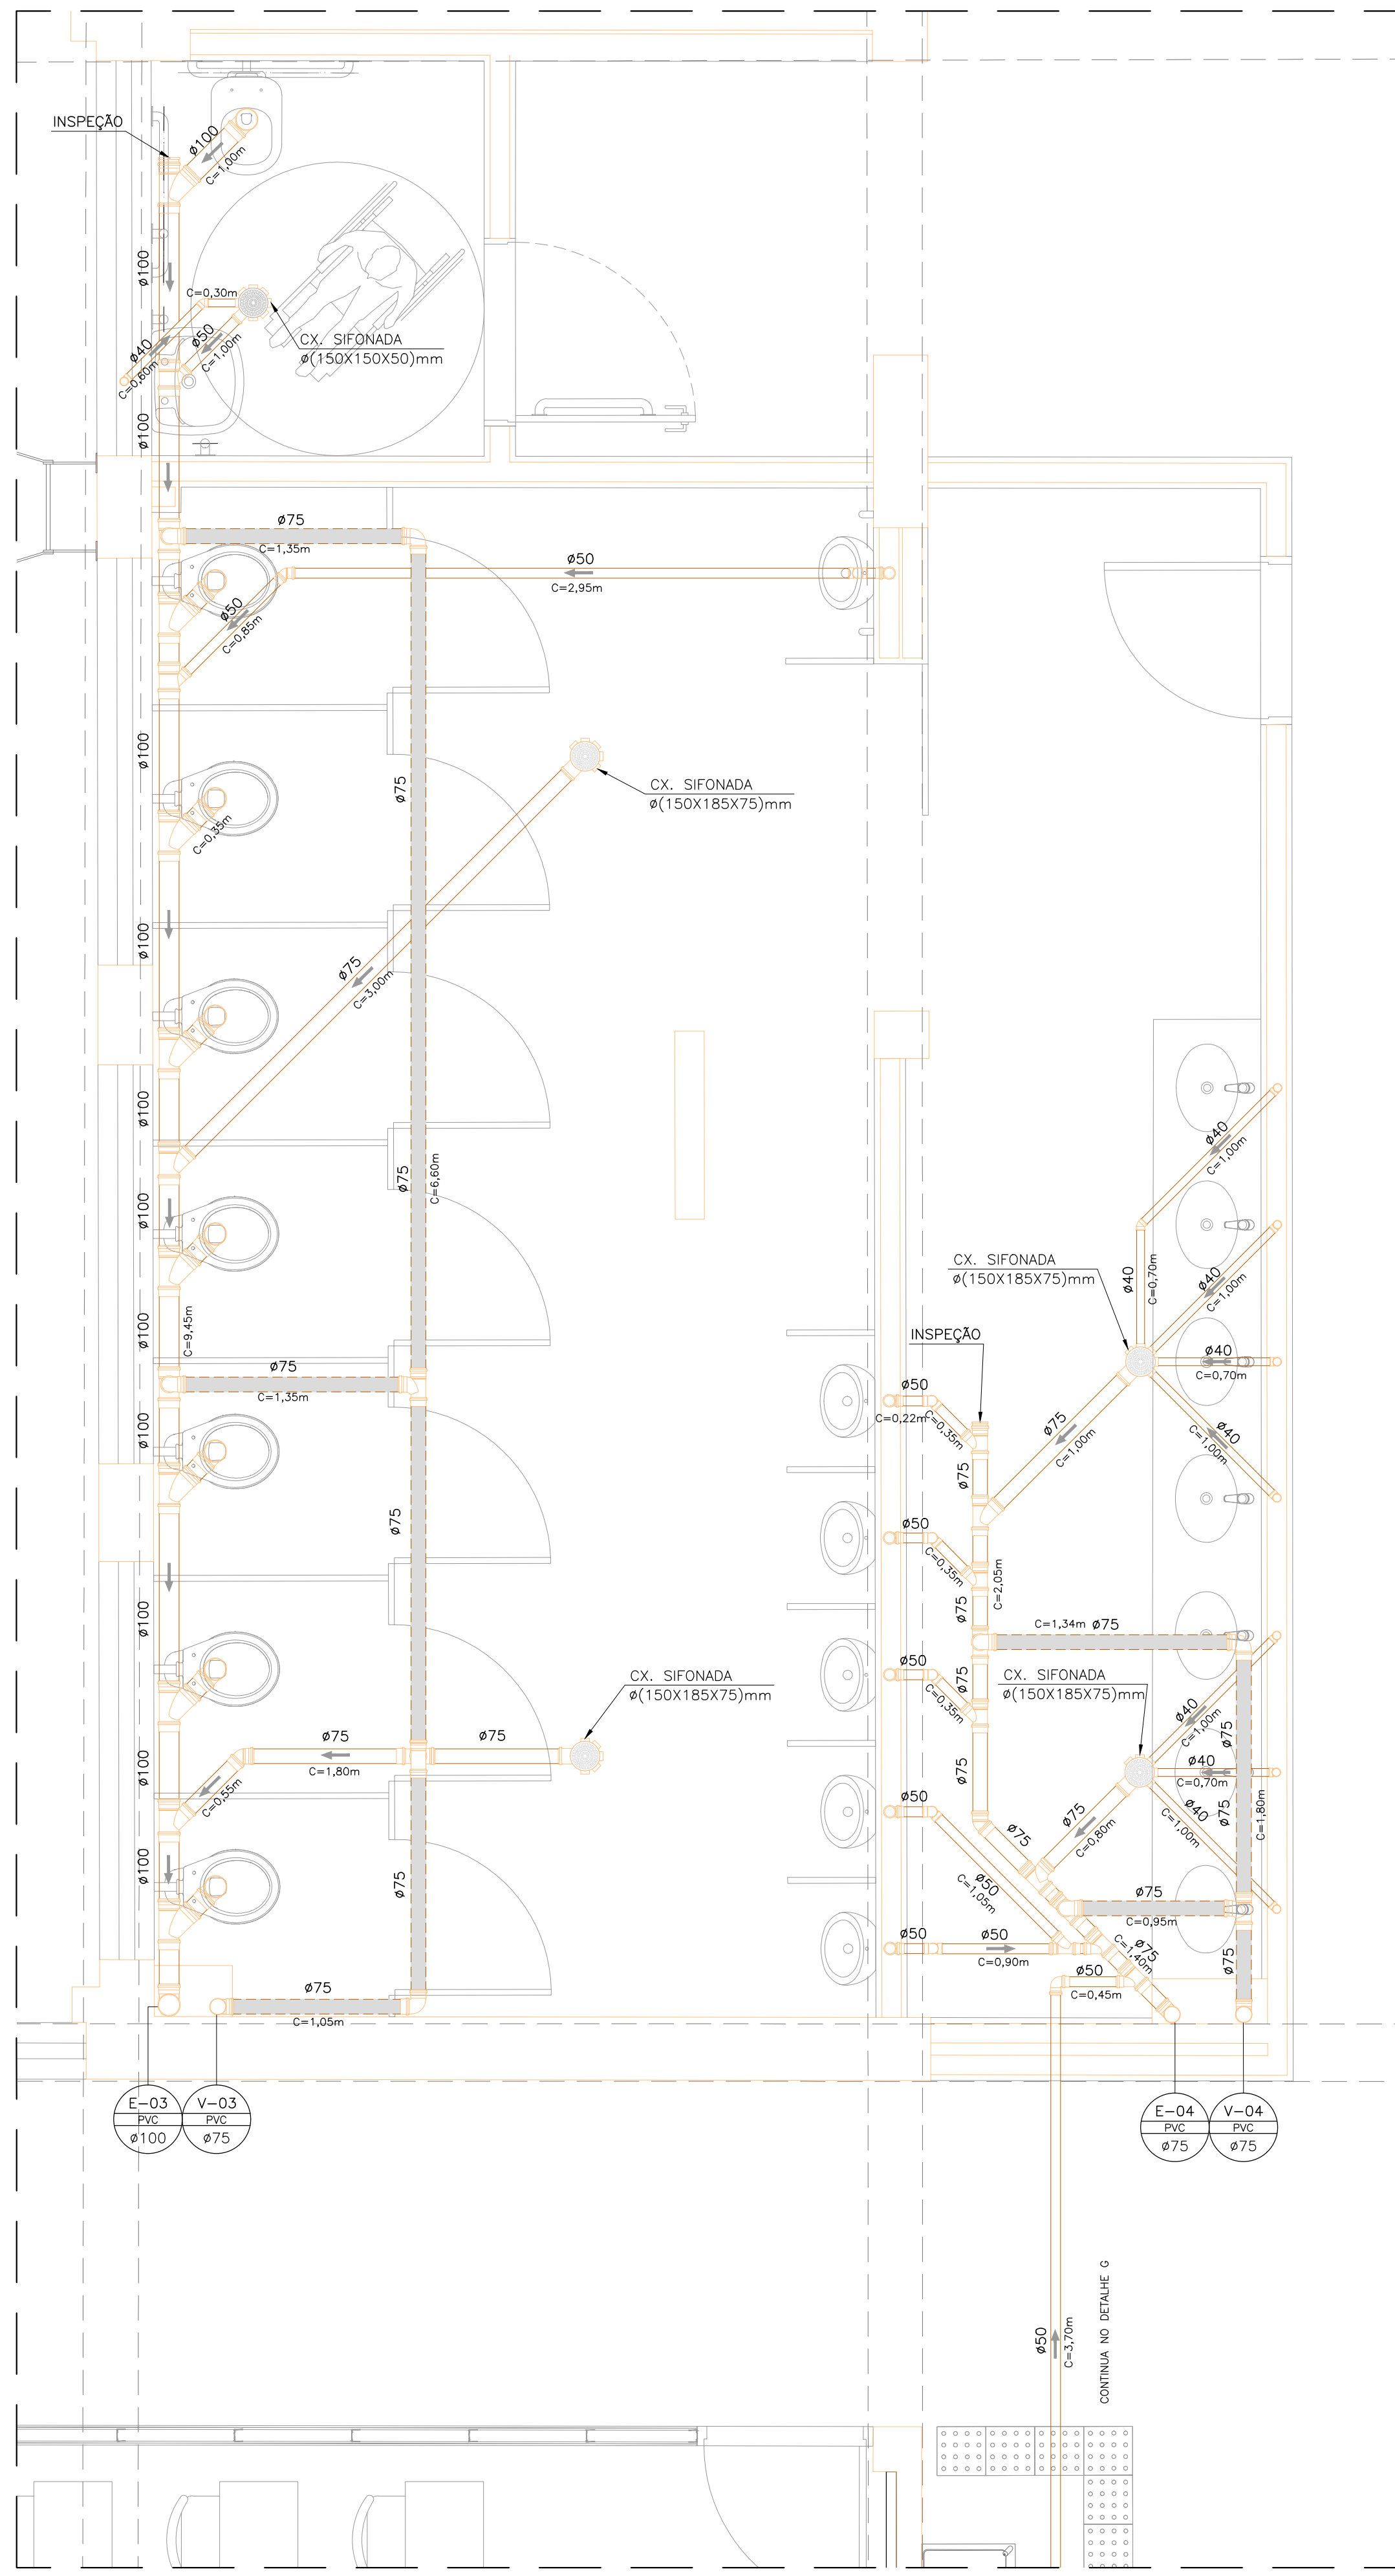 INSPEÇÃO
ø100
C=1,00m
ø100
C=0,30m
ø40
C=0,60m
ø50
C=1,00m
CX. SIFONADA
ø(150X150X50)mm
ø100
ø75
C=1,35m
ø50
C=2,95m
ø50
C=0,85m
ø100
ø75
CX. SIFONADA
ø(150X185X75)mm
C=0,35m
ø100
ø75
C=3,00m
ø100
ø40
C=1,00m
ø100
ø75
C=6,60m
CX. SIFONADA
ø(150X185X75)mm
ø40
C=0,70m
ø40
C=1,00m
ø100
C=9,45m
INSPEÇÃO
ø40
C=0,70m
ø75
C=1,35m
ø50
C=0,22m
C=0,35m
ø75
C=1,00m
ø40
C=1,00m
ø100
ø75
ø75
ø50
C=0,35m
C=2,05m
ø100
ø75
C=1,34m ø75
ø50
C=0,35m
ø75
CX. SIFONADA
ø(150X185X75)mm
CX. SIFONADA
ø(150X185X75)mm
ø40
C=1,00m
ø75
ø100
ø75
C=1,80m
ø75
C=0,55m
ø75
ø40
C=0,70m
ø50
ø75
C=0,80m
ø40
C=1,00m
ø75
C=1,80m
ø100
ø75
ø75
ø50
C=1,05m
ø75
C=0,95m
ø50
ø50
C=0,90m
ø75
C=1,40m
ø75
ø50
C=0,45m
ø75
C=1,05m
E-03
PVC
ø100
V-03
PVC
ø75
E-04
PVC
ø75
V-04
PVC
ø75
ø50
C=3,70m
CONTINUA NO DETALHE G